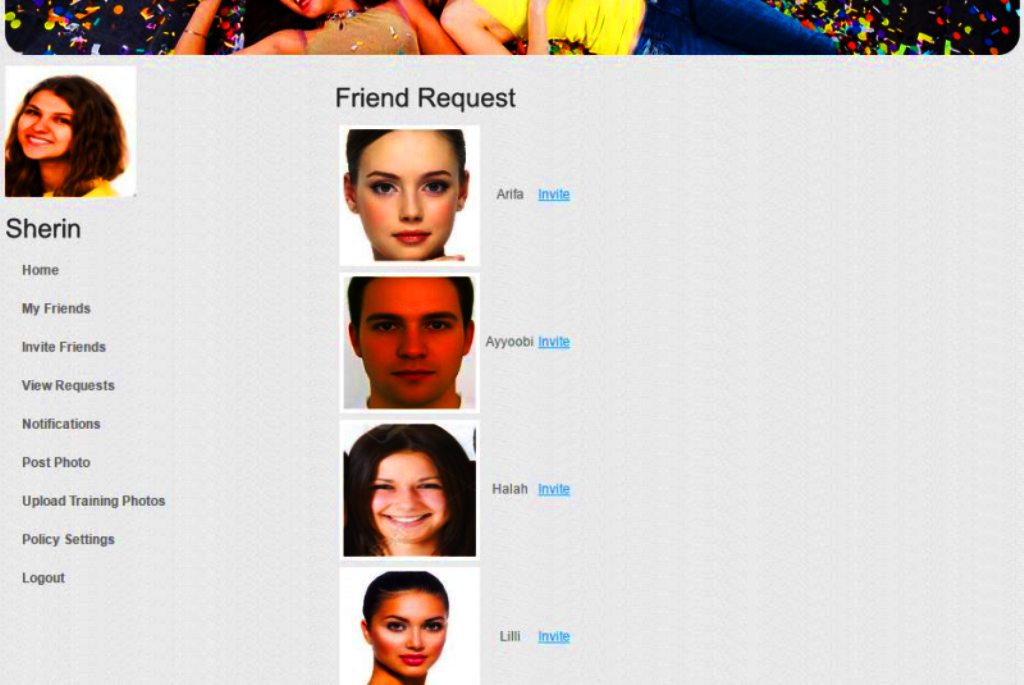 Friend Request
Sherin
Home
My Friends
Invite Friends
View Requests
Notifications
Post Photo
Upload Training Photos
Policy Settings
Logout
Arifa Invite
Ayyoobi Invite
Halah Invite
Lilli Invite